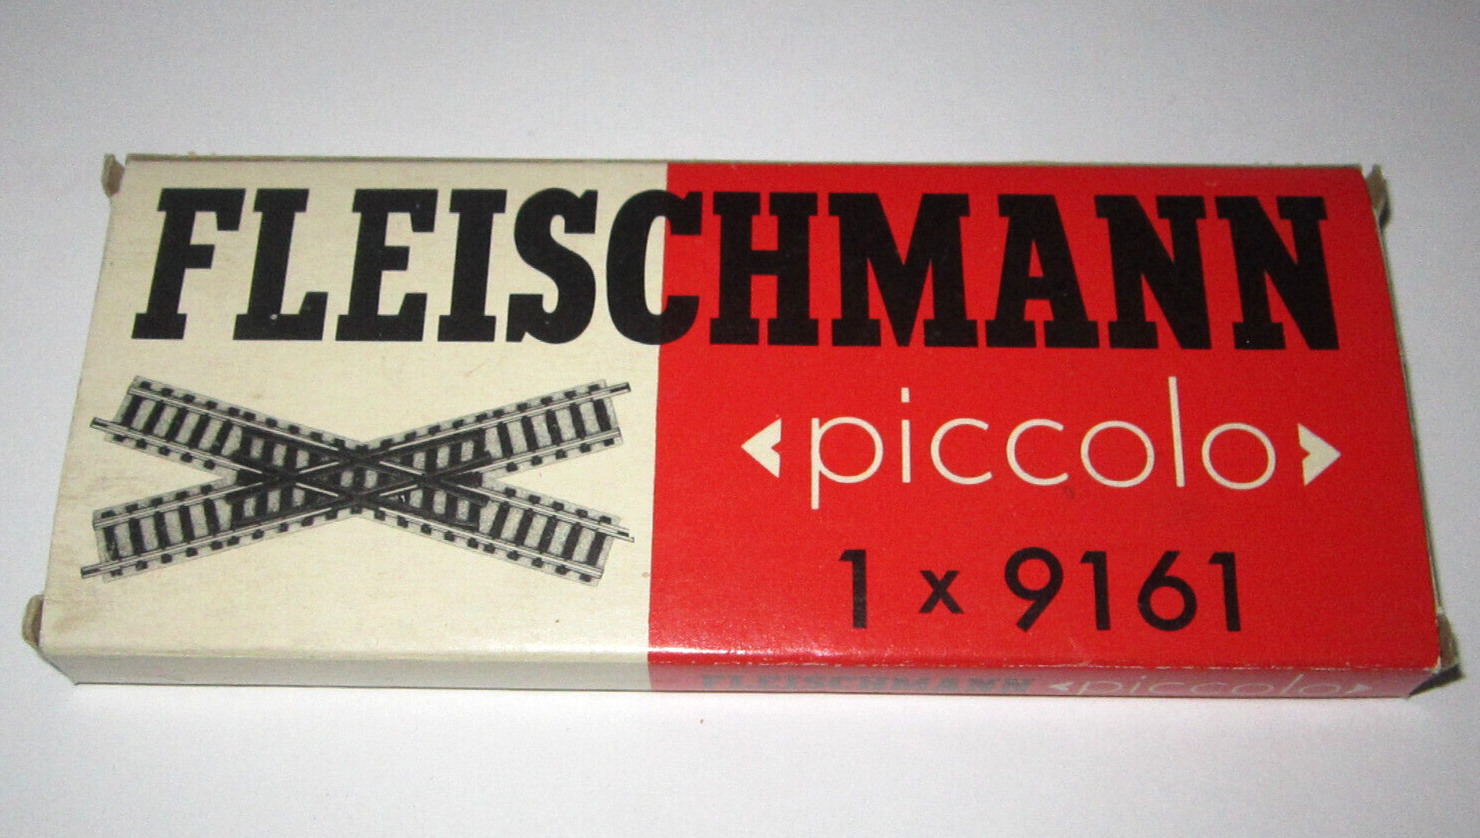 FLEISCHMANN
<piccolo>
1 x 9161
FLEISCHMANN <piccolo>